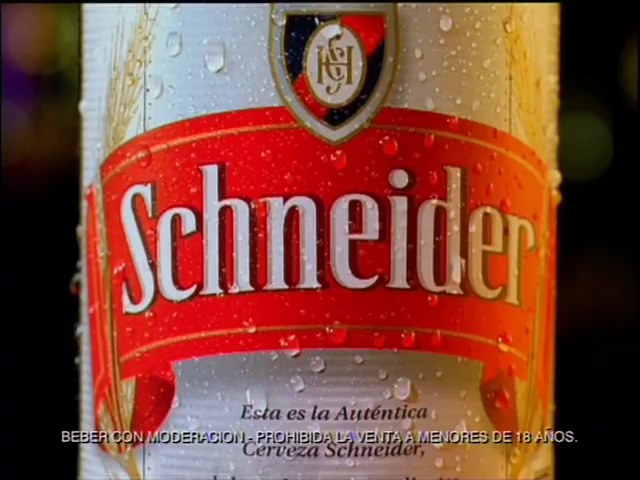 Schneider
Esta es la Auténtica
BEBER CON MODERACION - PROHIBIDA LA VENTA A MENORES DE 18 AÑOS.
Cerveza Schneider,